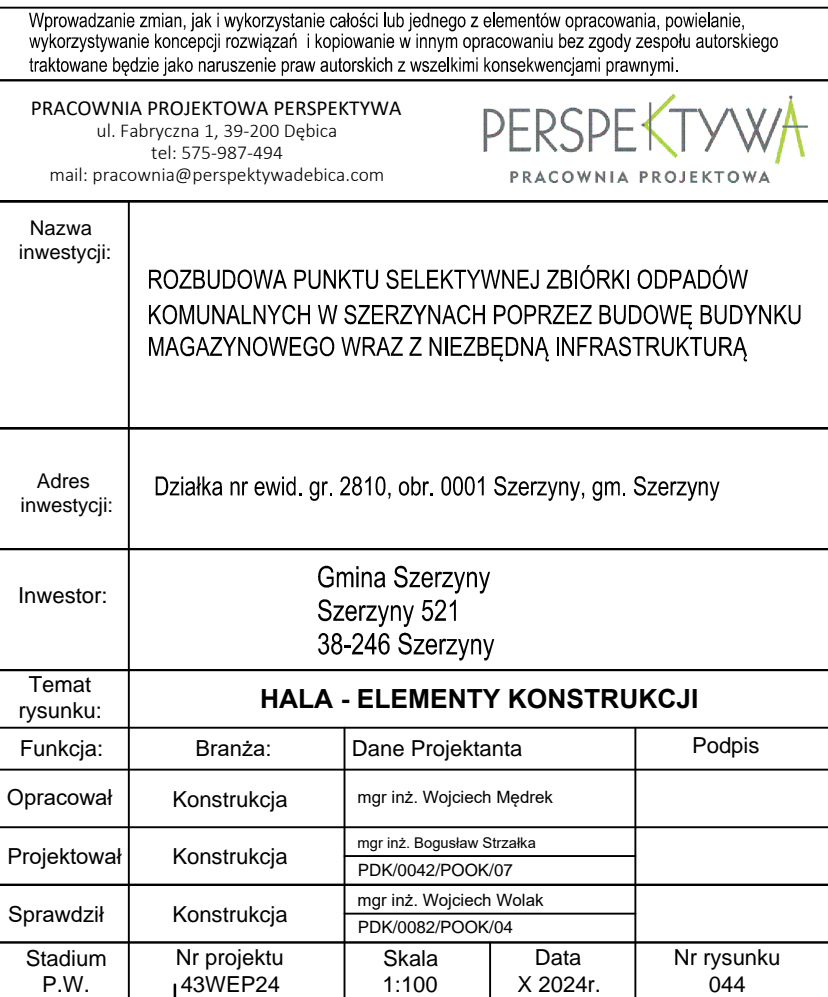 Wprowadzanie zmian, jak i wykorzystanie całości lub jednego z elementów opracowania, powielanie,
wykorzystywanie koncepcji rozwiązań i kopiowanie w innym opracowaniu bez zgody zespołu autorskiego
traktowane będzie jako naruszenie praw autorskich z wszelkimi konsekwencjami prawnymi.
PRACOWNIA PROJEKTOWA PERSPEKTYWA
ul. Fabryczna 1, 39-200 Dębica
tel: 575-987-494
mail: pracownia@perspektywadebica.com
PERSPEKTYWA
PRACOWNIA PROJEKTOWA
Nazwa
inwestycji:
ROZBUDOWA PUNKTU SELEKTYWNEJ ZBIÓRKI ODPADÓW
KOMUNALNYCH W SZERZYNACH POPRZEZ BUDOWĘ BUDYNKU
MAGAZYNOWEGO WRAZ Z NIEZBĘDNĄ INFRASTRUKTURĄ
Adres
inwestycji:
Działka nr ewid. gr. 2810, obr. 0001 Szerzyny, gm. Szerzyny
Inwestor:
Gmina Szerzyny
Szerzyny 521
38-246 Szerzyny
Temat
rysunku:
HALA - ELEMENTY KONSTRUKCJI
Funkcja: Branża: Dane Projektanta Podpis
Opracował Konstrukcja mgr inż. Wojciech Mędrek
Projektował Konstrukcja mgr inż. Bogusław Strzałka
PDK/0042/POOK/07
Sprawdził Konstrukcja mgr inż. Wojciech Wolak
PDK/0082/POOK/04
Stadium Nr projektu Skala Data Nr rysunku
P.W. 43WEP24 1:100 X 2024r. 044